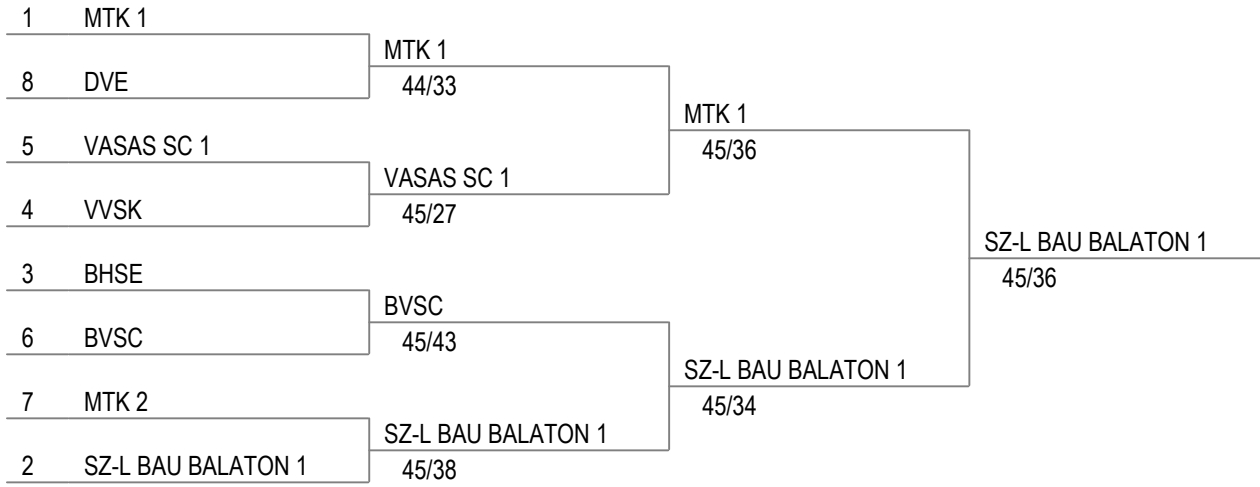 1 MTK 1
MTK 1
8 DVE
44/33
MTK 1
5 VASAS SC 1
45/36
VASAS SC 1
4 VVSK
45/27
SZ-L BAU BALATON 1
3 BHSE
45/36
BVSC
6 BVSC
45/43
SZ-L BAU BALATON 1
7 MTK 2
45/34
SZ-L BAU BALATON 1
2 SZ-L BAU BALATON 1
45/38